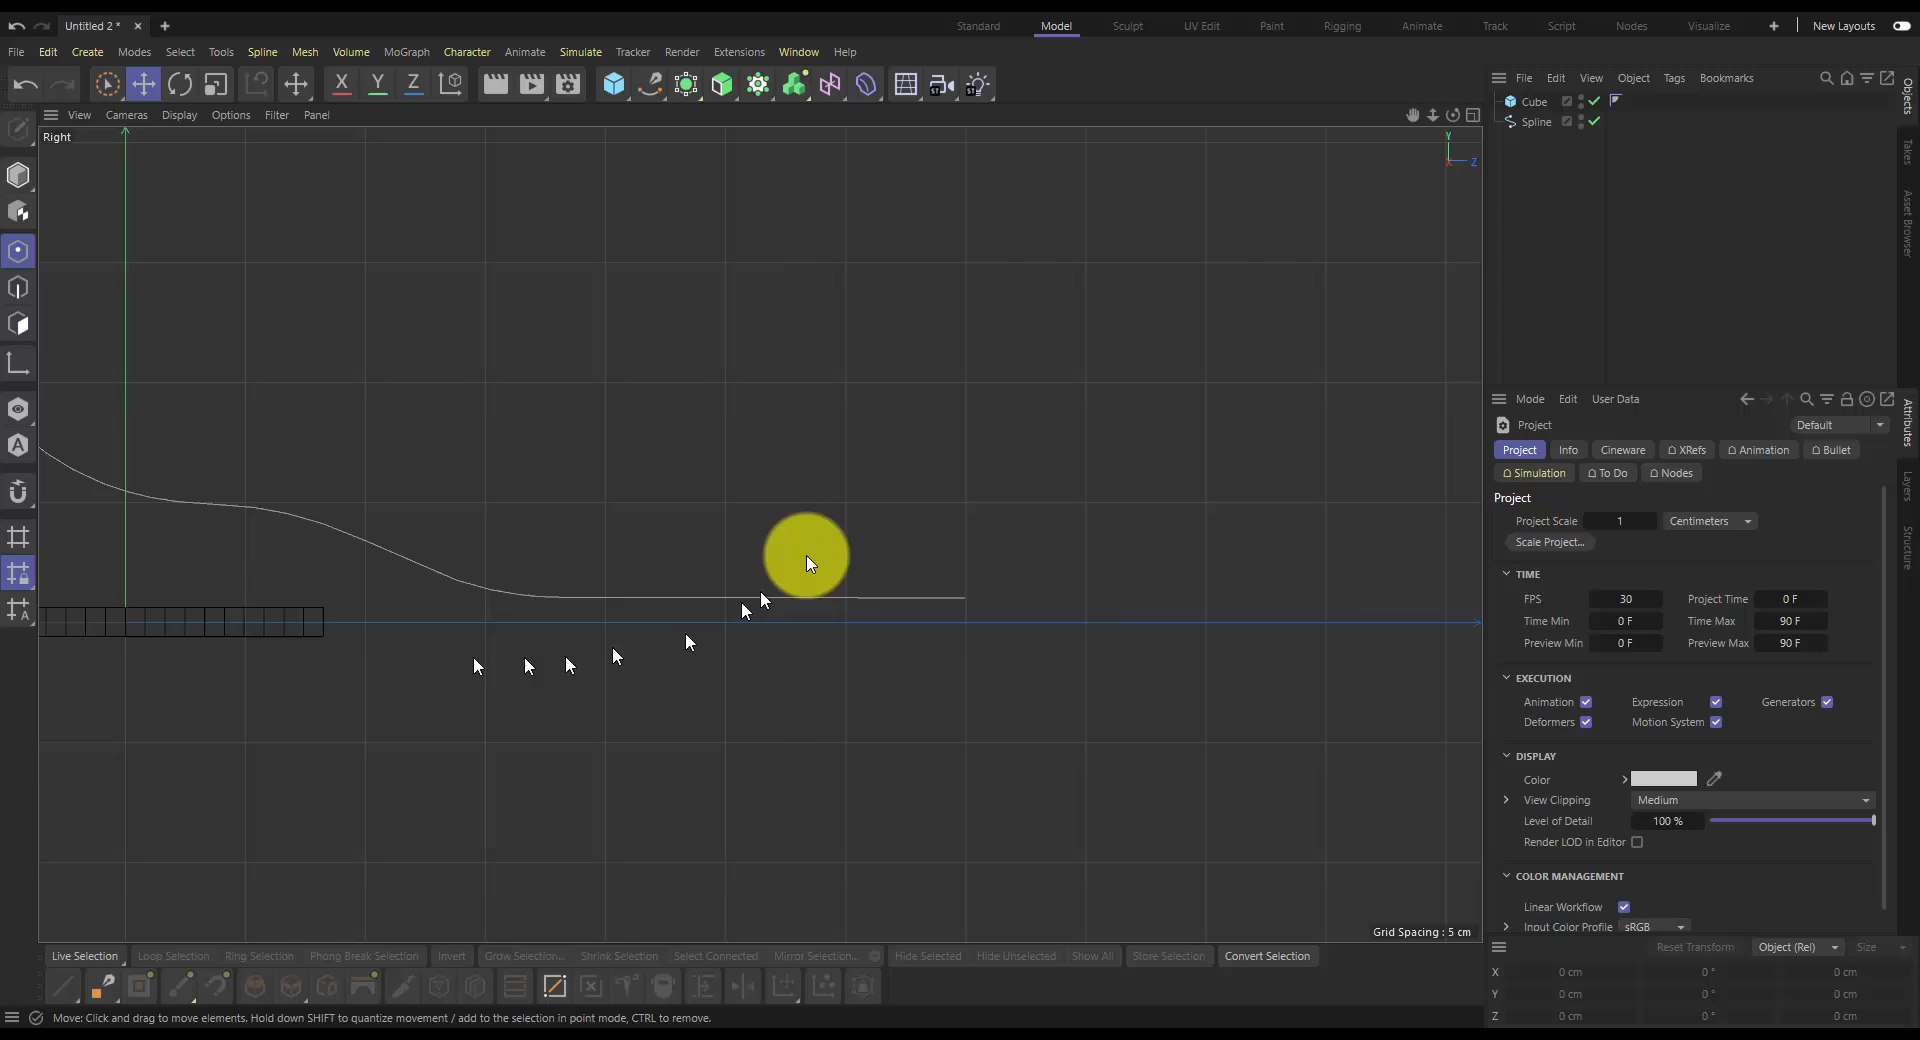 Untitled 2 *
Standard Model Sculpt UV Edit Paint Rigging Animate Track Script Nodes Visualize New Layouts
File Edit Create Modes Select Tools Spline Mesh Volume MoGraph Character Animate Simulate Tracker Render Extensions Window Help
X Y Z
ST ST
File Edit View Object Tags Bookmarks
Cube
Spline
Objects
Takes
Asset Browser
View Cameras Display Options Filter Panel
Right
Y
X Z
Mode Edit User Data
Project Default
Project Info Cineware XRefs Animation Bullet
Simulation To Do Nodes
Attributes
Layers
Structure
Project
Project Scale 1 Centimeters
Scale Project...
TIME
FPS 30 Project Time 0 F
Time Min 0 F Time Max 90 F
Preview Min 0 F Preview Max 90 F
EXECUTION
Animation Expression Generators
Deformers Motion System
DISPLAY
Color
View Clipping Medium
Level of Detail 100 %
Render LOD in Editor
COLOR MANAGEMENT
Linear Workflow
Input Color Profile sRGB
Grid Spacing : 5 cm
Live Selection Loop Selection Ring Selection Phong Break Selection Invert Grow Selection... Shrink Selection Select Connected Mirror Selection... Hide Selected Hide Unselected Show All Store Selection Convert Selection
Reset Transform Object (Rel) Size
X 0 cm 0 ° 0 cm
Y 0 cm 0 ° 0 cm
Z 0 cm 0 ° 0 cm
Move: Click and drag to move elements. Hold down SHIFT to quantize movement / add to the selection in point mode, CTRL to remove.